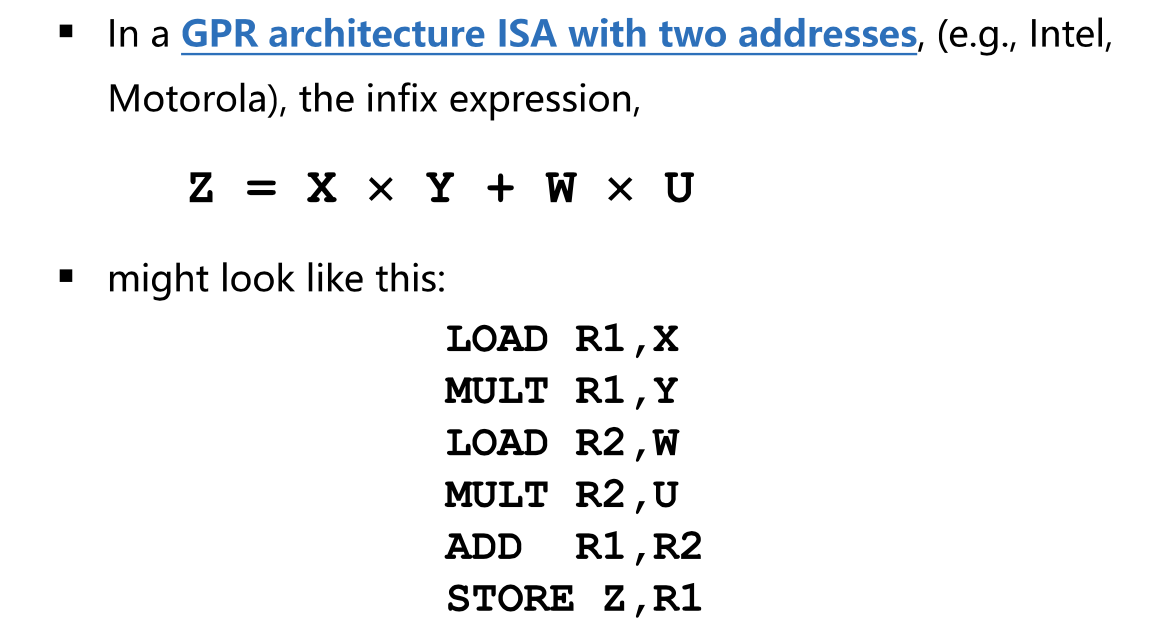 ▪ In a GPR architecture ISA with two addresses, (e.g., Intel,
Motorola), the infix expression,
Z = X × Y + W × U
▪ might look like this:
LOAD R1,X
MULT R1,Y
LOAD R2,W
MULT R2,U
ADD R1,R2
STORE Z,R1